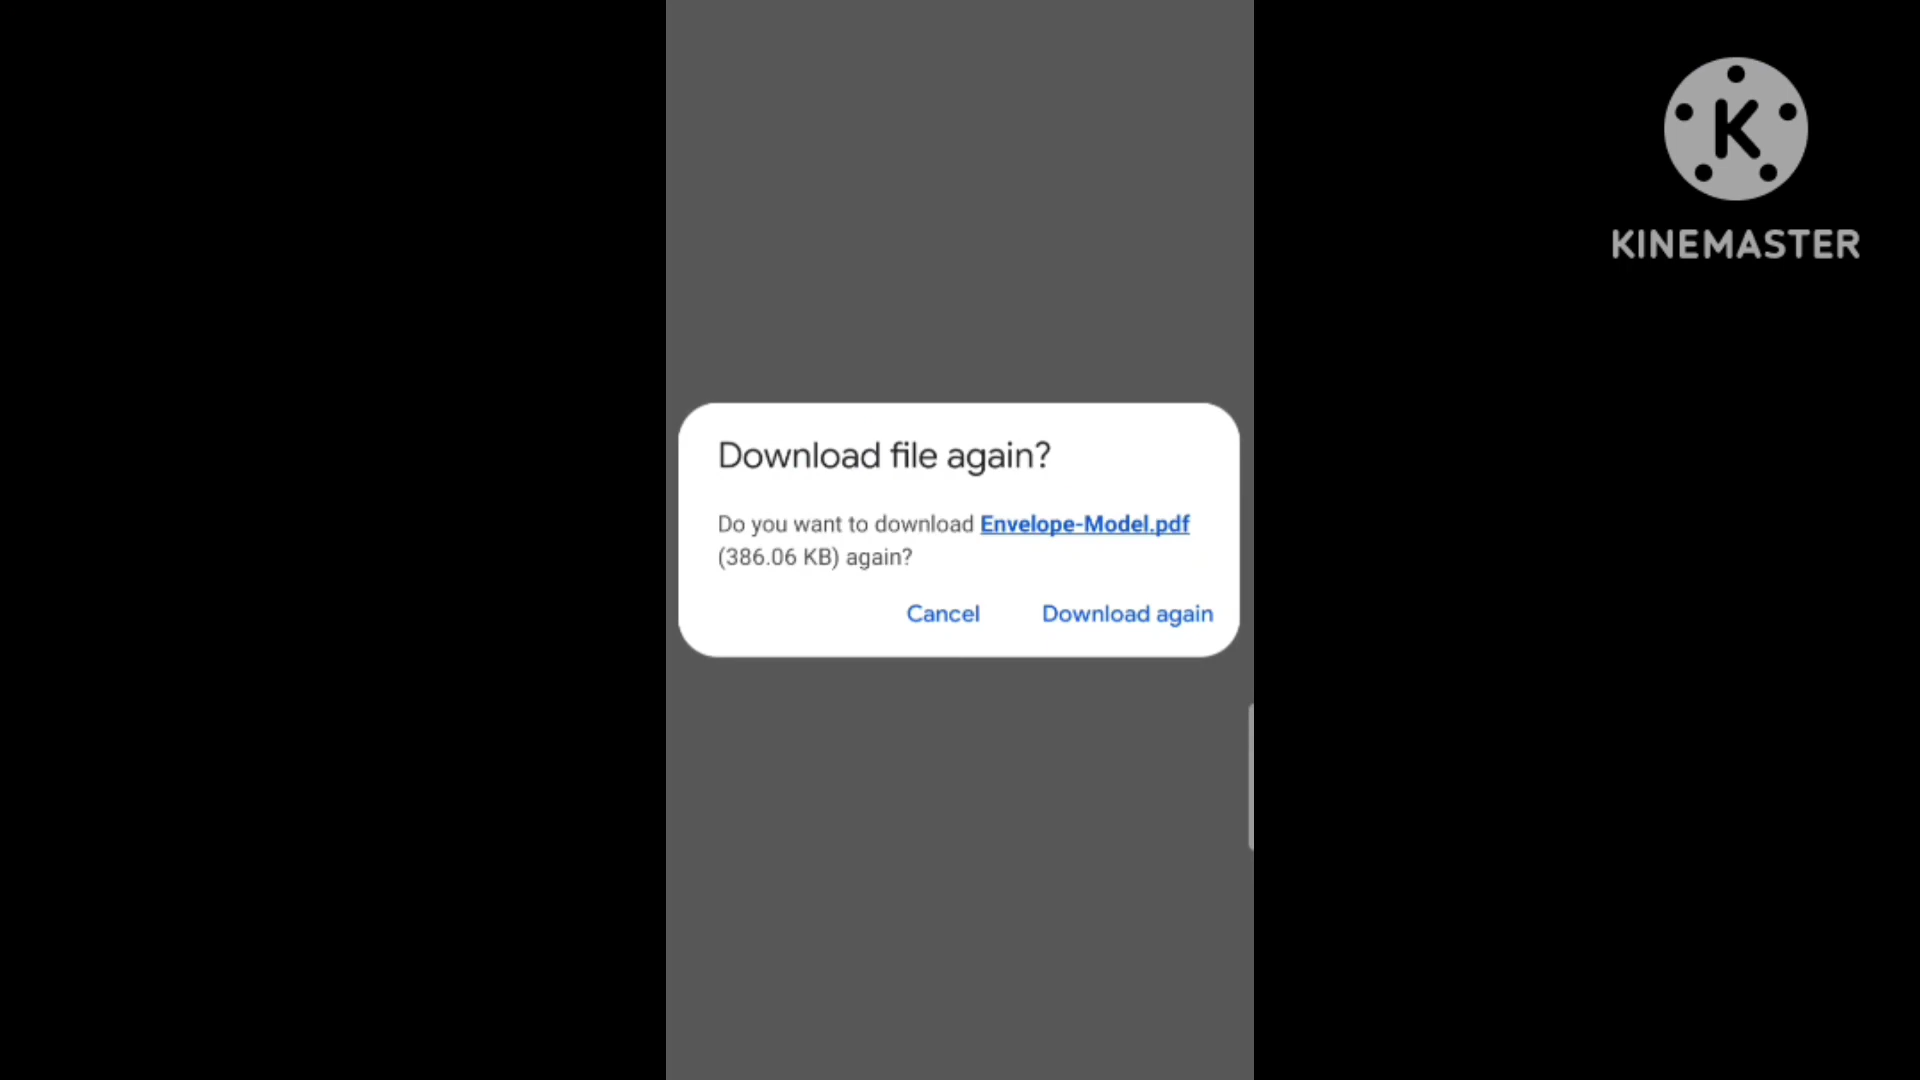 K
KINEMASTER
Download file again?
Do you want to download Envelope-Model.pdf
(386.06 KB) again?
Cancel Download again